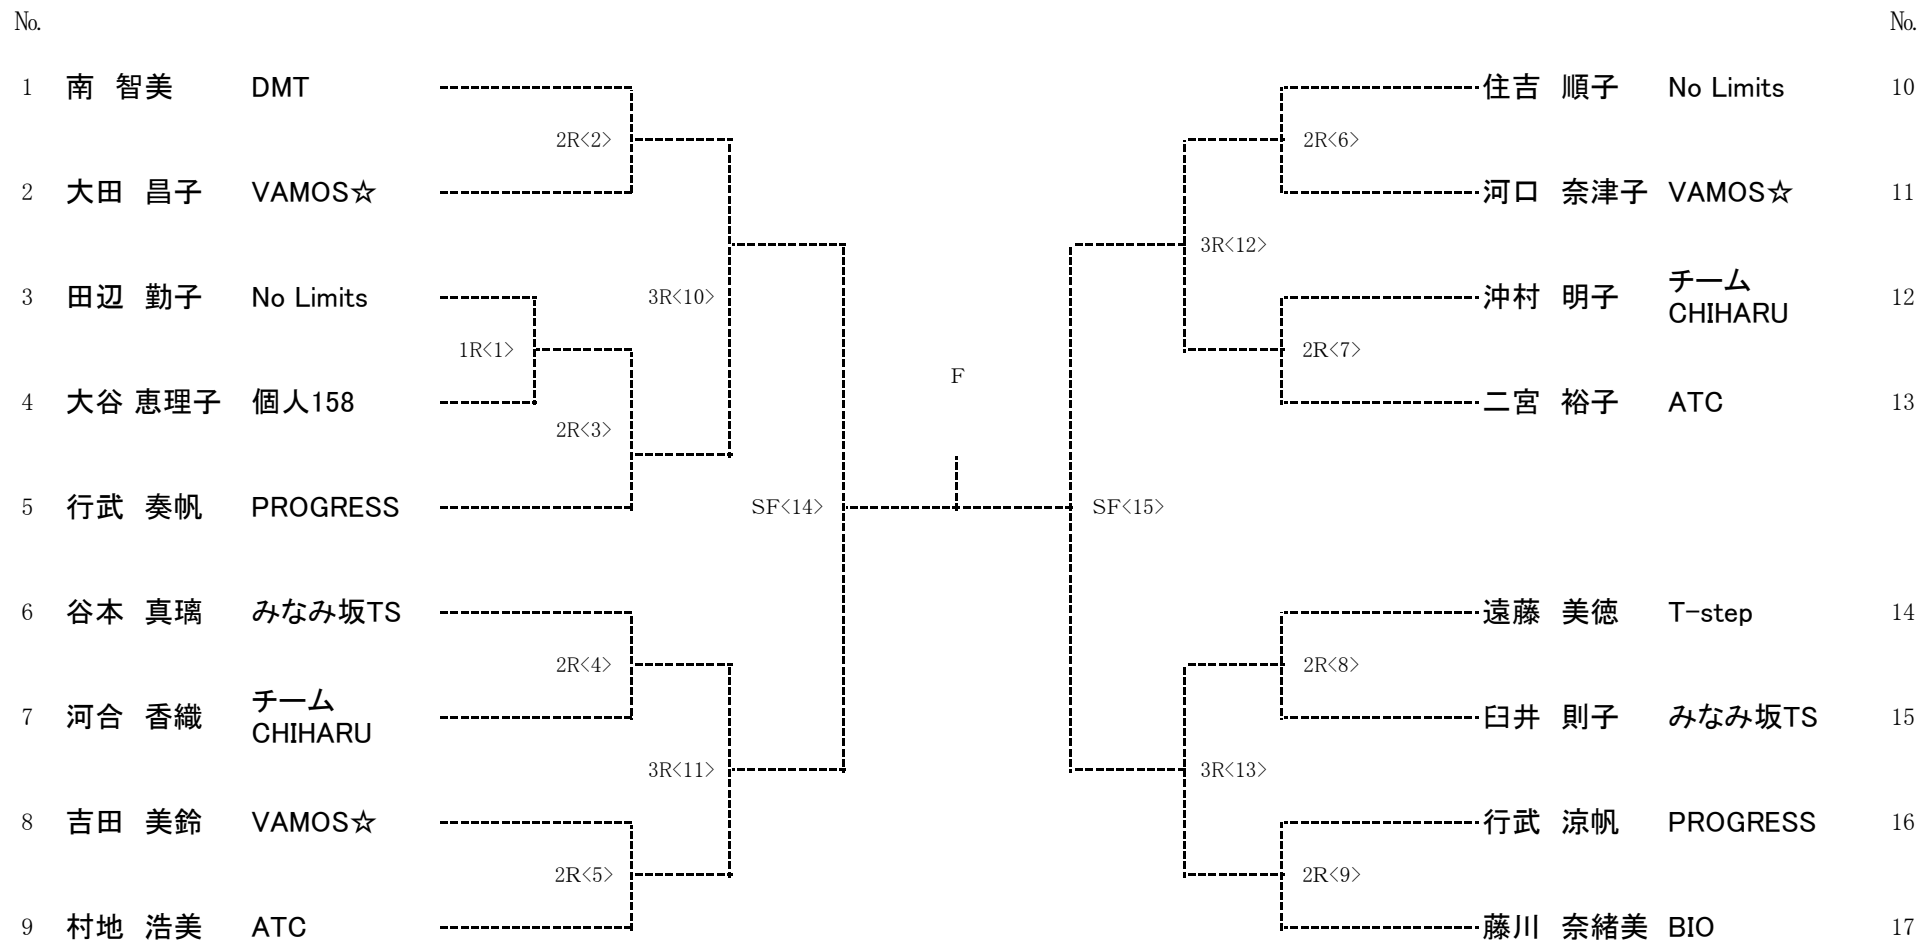 No.
No.
1 南 智美 DMT
住吉 順子 No Limits 10
2R<2>
2R<6>
2 大田 昌子 VAMOS☆
河口 奈津子 VAMOS☆ 11
3R<12>
3 田辺 勤子 No Limits
3R<10>
沖村 明子 チーム
CHIHARU 12
1R<1>
2R<7>
F
4 大谷 恵理子 個人158
二宮 裕子 ATC 13
2R<3>
5 行武 奏帆 PROGRESS
SF<14>
SF<15>
6 谷本 真璃 みなみ坂TS
遠藤 美徳 T-step 14
2R<4>
2R<8>
7 河合 香織 チーム
CHIHARU
臼井 則子 みなみ坂TS 15
3R<11>
3R<13>
8 吉田 美鈴 VAMOS☆
行武 涼帆 PROGRESS 16
2R<5>
2R<9>
9 村地 浩美 ATC
藤川 奈緒美 BIO 17